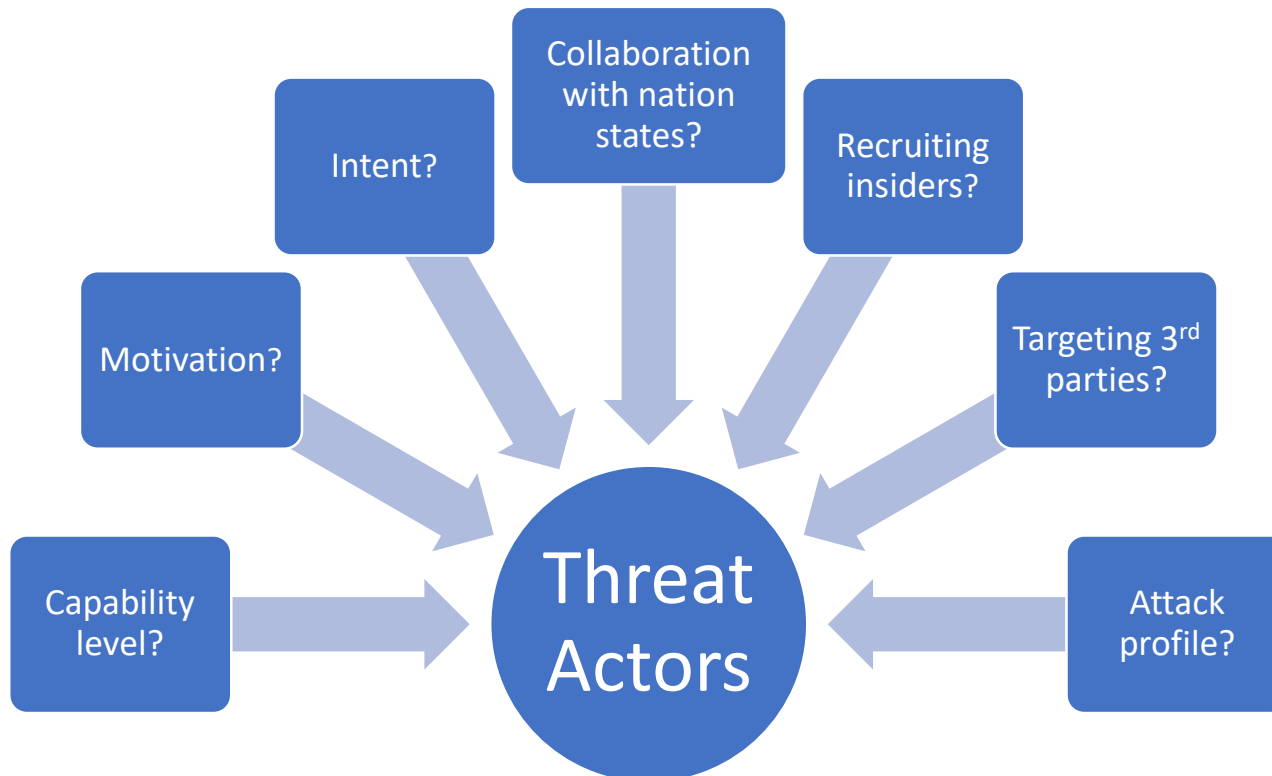 Capability
level?
Motivation?
Intent?
Collaboration
with nation
states?
Recruiting
insiders?
Targeting 3rd
parties?
Attack
profile?
Threat
Actors